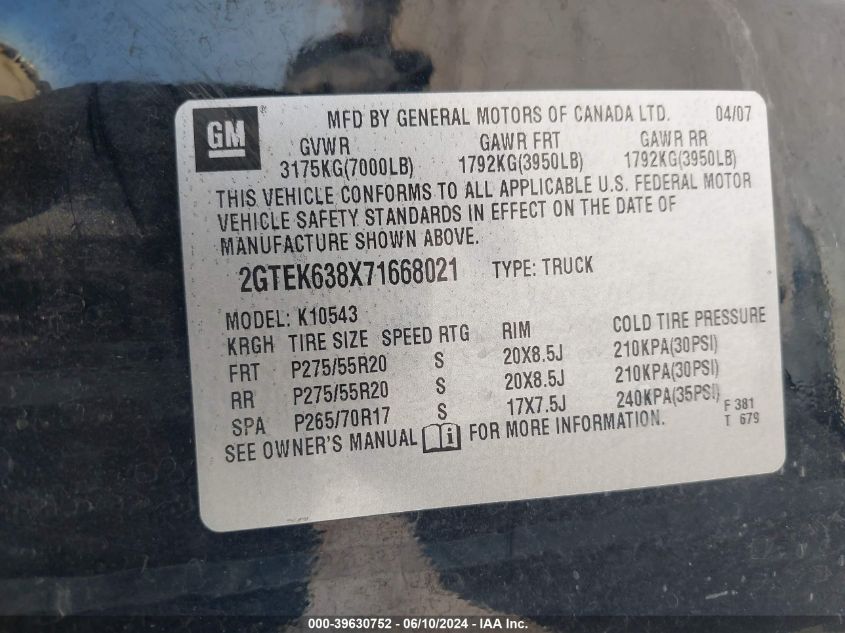 GM
MFD BY GENERAL MOTORS OF CANADA LTD. 04/07
GVWR GAWR FRT GAWR RR
3175KG(7000LB) 1792KG(3950LB) 1792KG(3950LB)
THIS VEHICLE CONFORMS TO ALL APPLICABLE U.S. FEDERAL MOTOR
VEHICLE SAFETY STANDARDS IN EFFECT ON THE DATE OF
MANUFACTURE SHOWN ABOVE.
2GTEK638X71668021 TYPE: TRUCK
MODEL: K10543
KRGH TIRE SIZE SPEED RTG RIM COLD TIRE PRESSURE
FRT P275/55R20 S 20X8.5J 210KPA(30PSI)
RR P275/55R20 S 20X8.5J 210KPA(30PSI)
SPA P265/70R17 S 17X7.5J 240KPA(35PSI)
SEE OWNER'S MANUAL i FOR MORE INFORMATION.
F 381
T 679
000-39630752 - 06/10/2024 - IAA Inc.